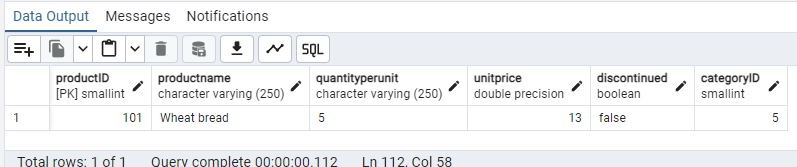 Data Output Messages Notifications
SQL
productID productname quantityperunit unitprice discontinued categoryID
[PK] smallint character varying (250) character varying (250) double precision boolean smallint
1 101 Wheat bread 5 13 false 5
Total rows: 1 of 1 Query complete 00:00:00.112 Ln 112, Col 58